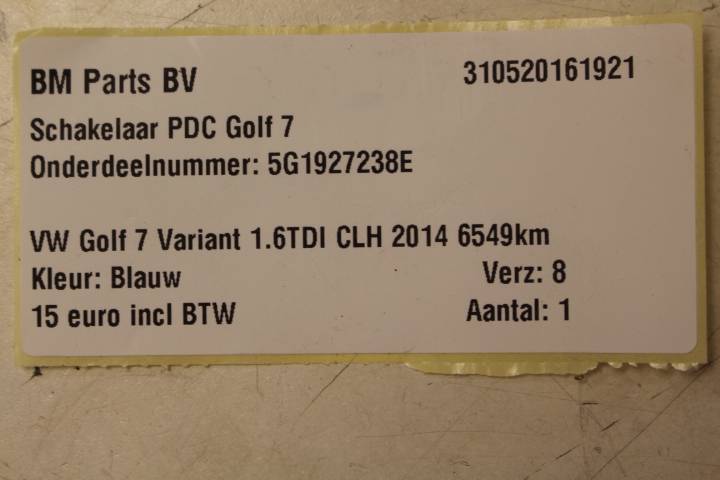 BM Parts BV 310520161921
Schakelaar PDC Golf 7
Onderdeelnummer: 5G1927238E
VW Golf 7 Variant 1.6TDI CLH 2014 6549km
Kleur: Blauw Verz: 8
15 euro incl BTW Aantal: 1